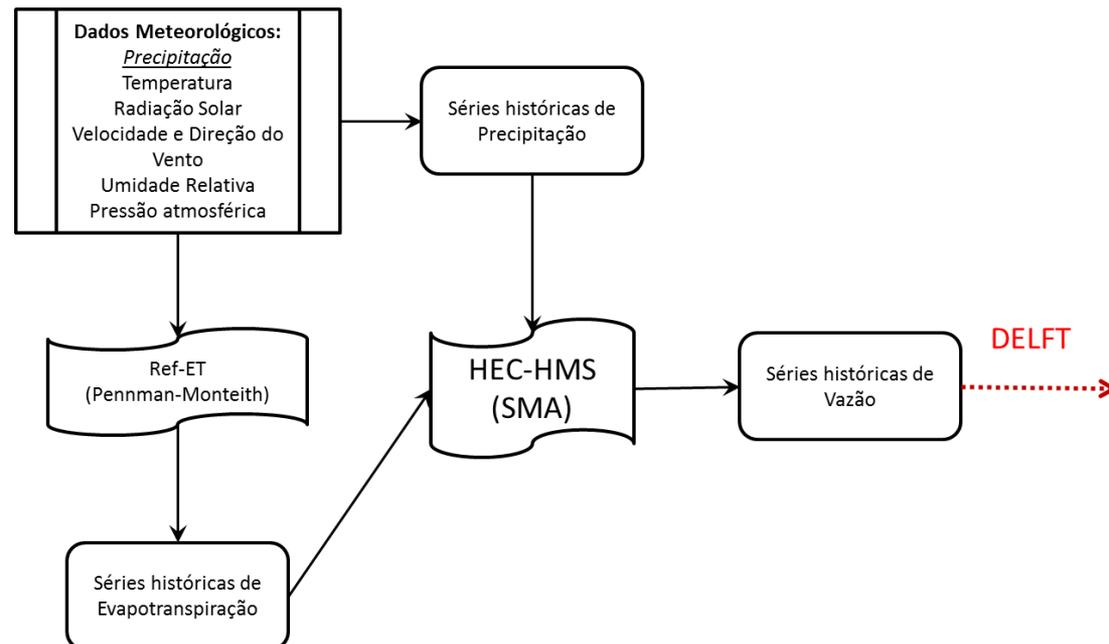 Dados Meteorológicos:
Precipitação
Temperatura
Radiação Solar
Velocidade e Direção do
Vento
Umidade Relativa
Pressão atmosférica
Séries históricas de
Precipitação
Ref-ET
(Pennman-Monteith)
HEC-HMS
(SMA)
Séries históricas de
Vazão
DELFT
Séries históricas de
Evapotranspiração